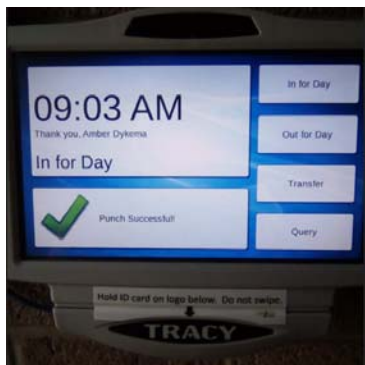 09:03 AM
Thank you, Amber Dykema
In for Day
Punch Successful!
In for Day
Out for Day
Transfer
Query
Hold ID card on logo below. Do not swipe.
TRACY